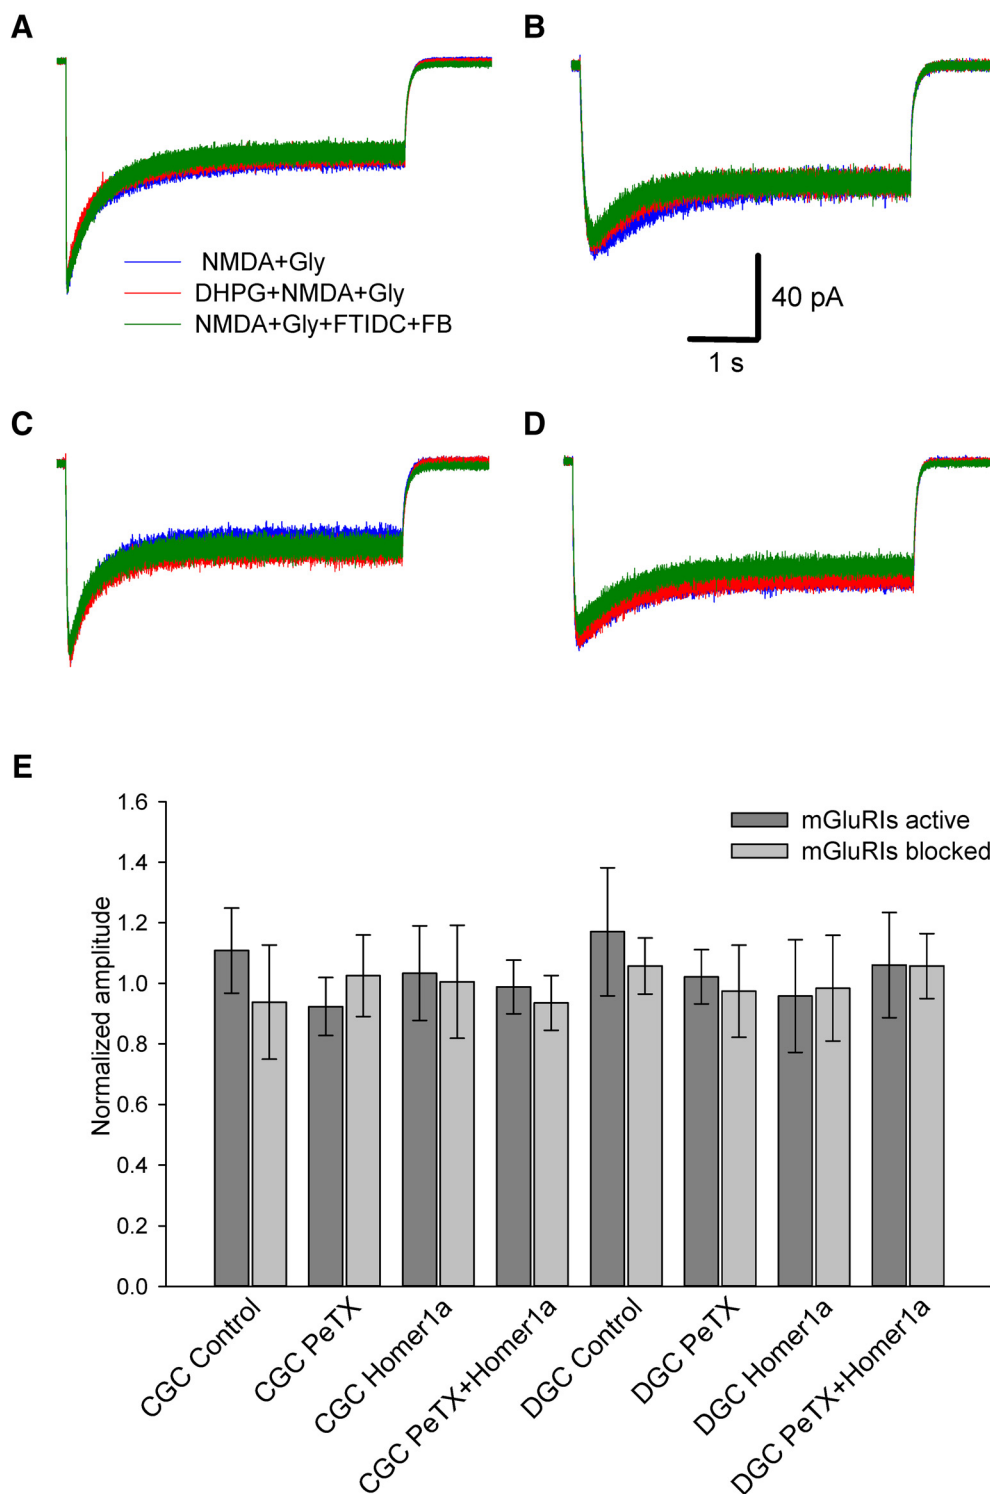 A
B
NMDA+Gly
DHPG+NMDA+Gly
NMDA+Gly+FTIDC+FB
40 pA
1 s
C
D
E
Normalized amplitude
1.6
1.4
1.2
1.0
0.8
0.6
0.4
0.2
0.0
mGluRIs active
mGluRIs blocked
CGC Control
CGC PeTX
CGC Homer1a
CGC PeTX+Homer1a
DGC Control
DGC PeTX
DGC Homer1a
DGC PeTX+Homer1a